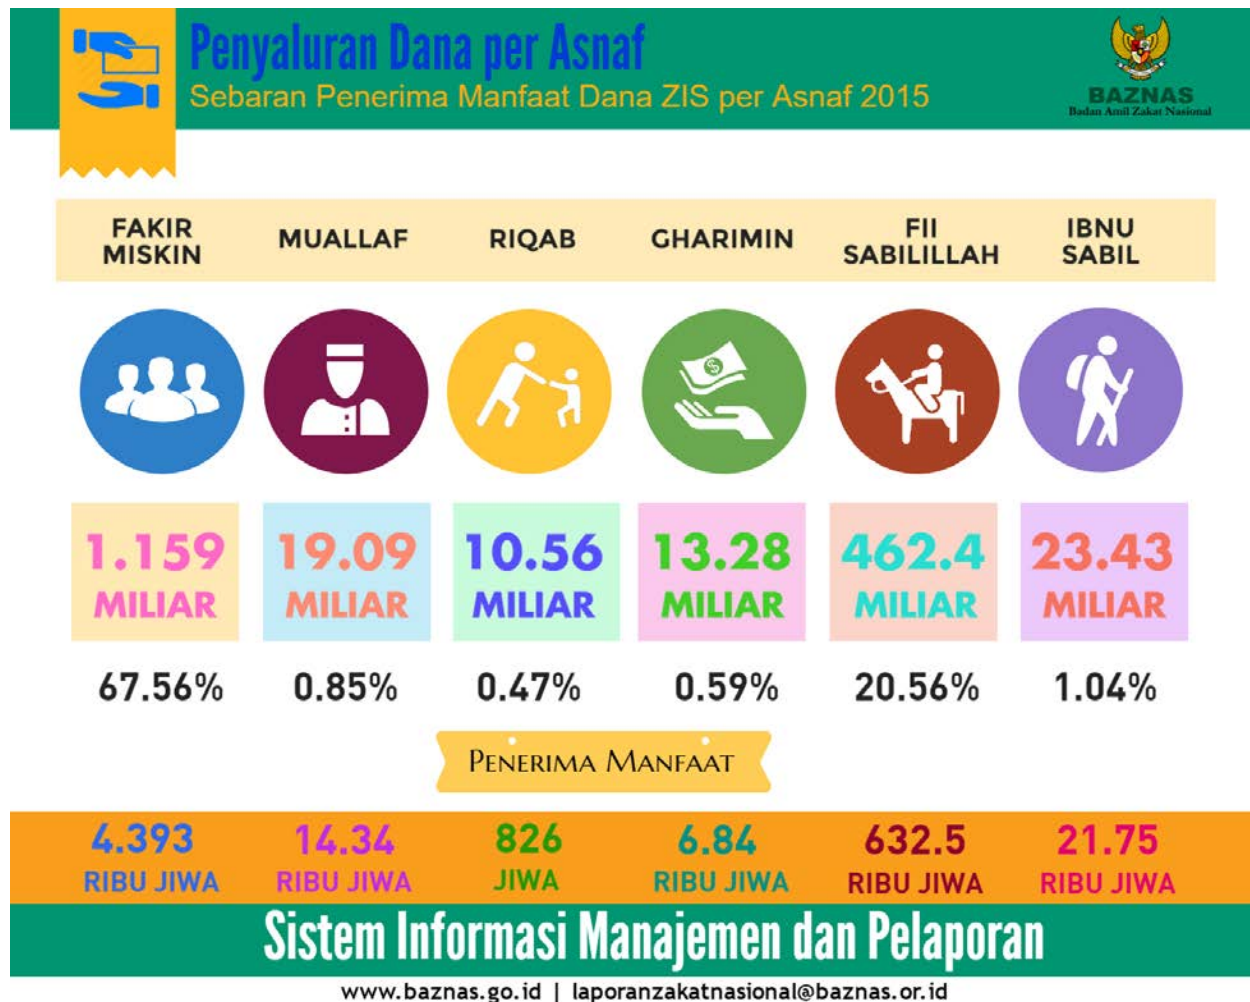 Penyaluran Dana per Asnaf
Sebaran Penerima Manfaat Dana ZIS per Asnaf 2015
BAZNAS
Badan Amil Zakat Nasional
FAKIR MISKIN
MUALLAF
RIQAB
GHARIMIN
FII SABILILLAH
IBNU SABIL
1.159 MILIAR
19.09 MILIAR
10.56 MILIAR
13.28 MILIAR
462.4 MILIAR
23.43 MILIAR
67.56%
0.85%
0.47%
0.59%
20.56%
1.04%
PENERIMA MANFAAT
4.393 RIBU JIWA
14.34 RIBU JIWA
826 JIWA
6.84 RIBU JIWA
632.5 RIBU JIWA
21.75 RIBU JIWA
Sistem Informasi Manajemen dan Pelaporan
www.baznas.go.id | laporanzakatnasional@baznas.or.id